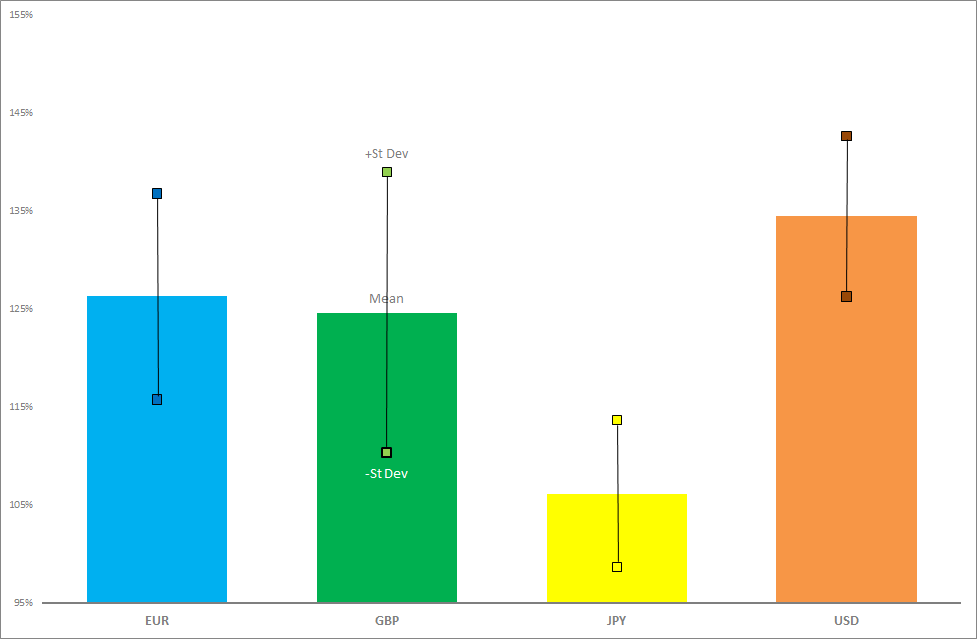 155%
145%
+St Dev
135%
Mean
125%
115%
-St Dev
105%
95%
EUR GBP JPY USD